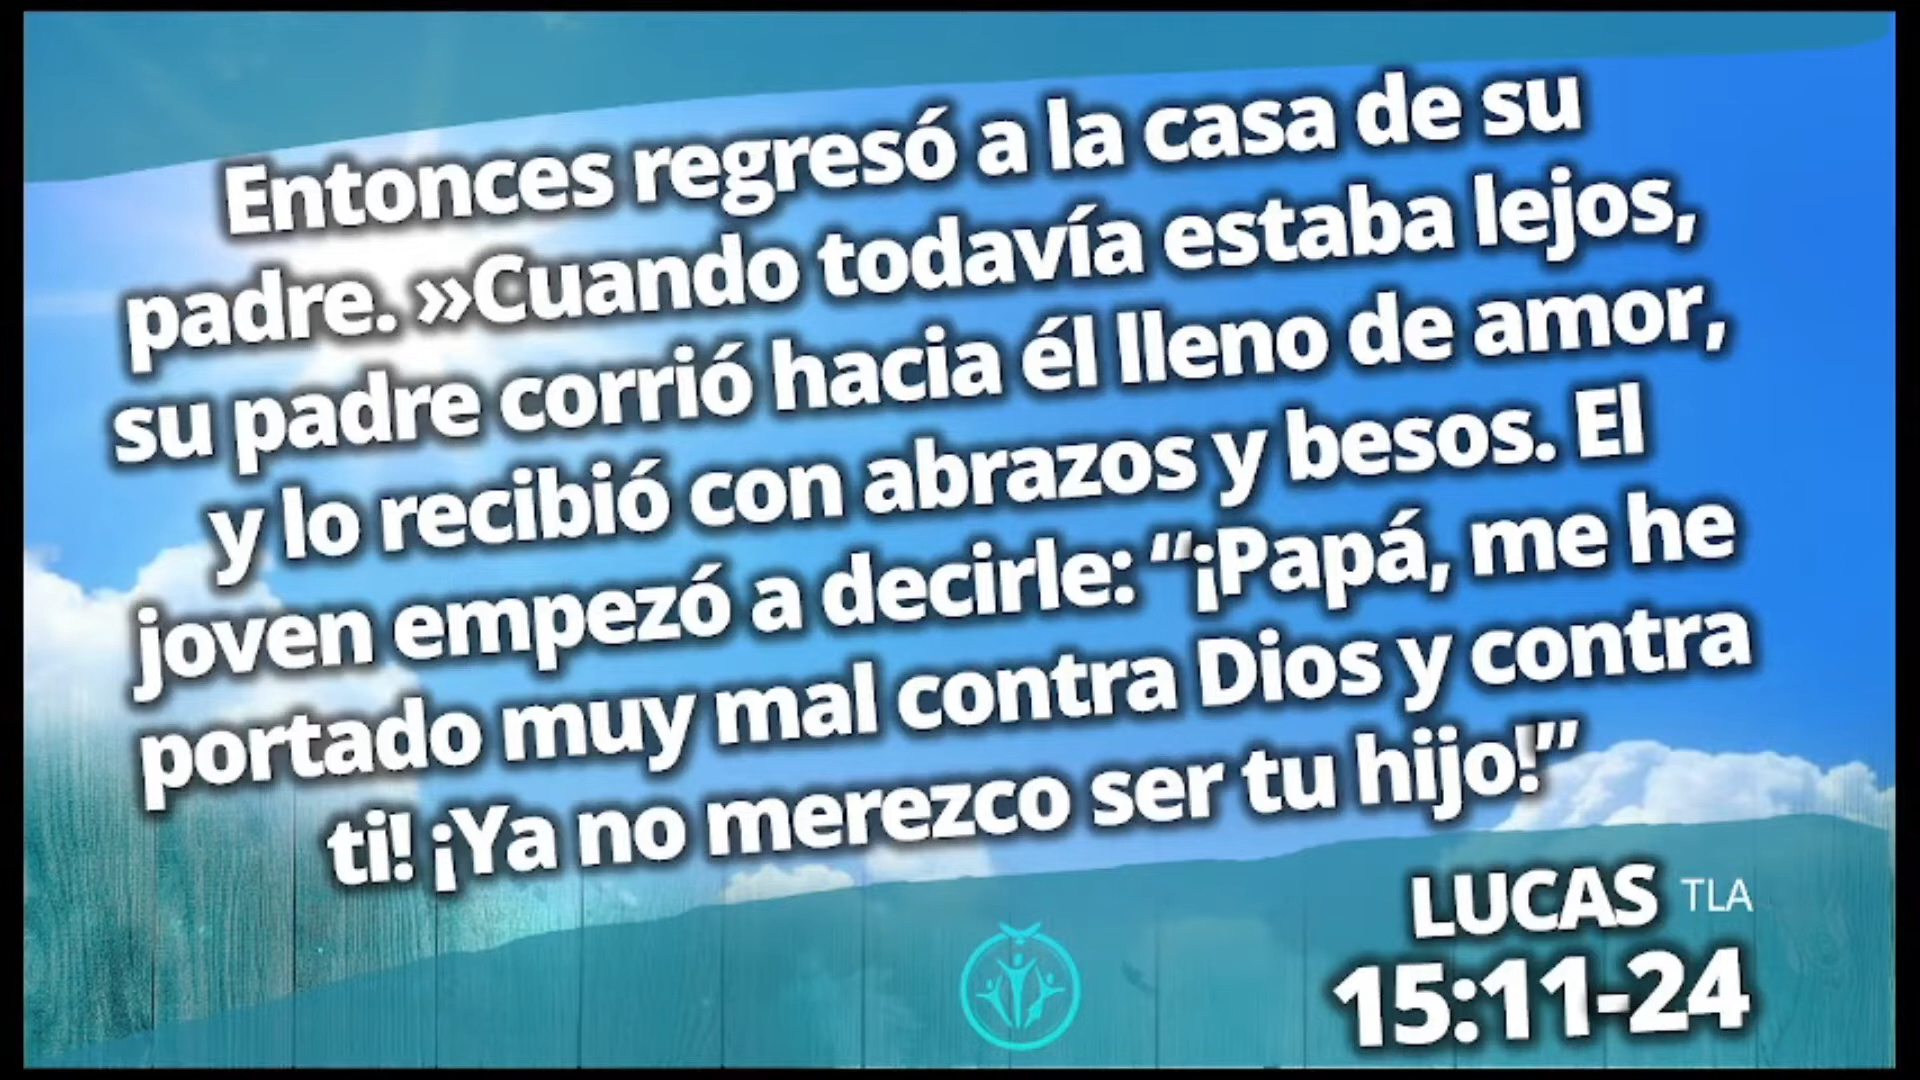 Entonces regresó a la casa de su
padre. »Cuando todavía estaba lejos,
su padre corrió hacia él lleno de amor,
y lo recibió con abrazos y besos. El
joven empezó a decirle: “¡Papá, me he
portado muy mal contra Dios y contra
ti! ¡Ya no merezco ser tu hijo!”
LUCAS TLA
15:11-24